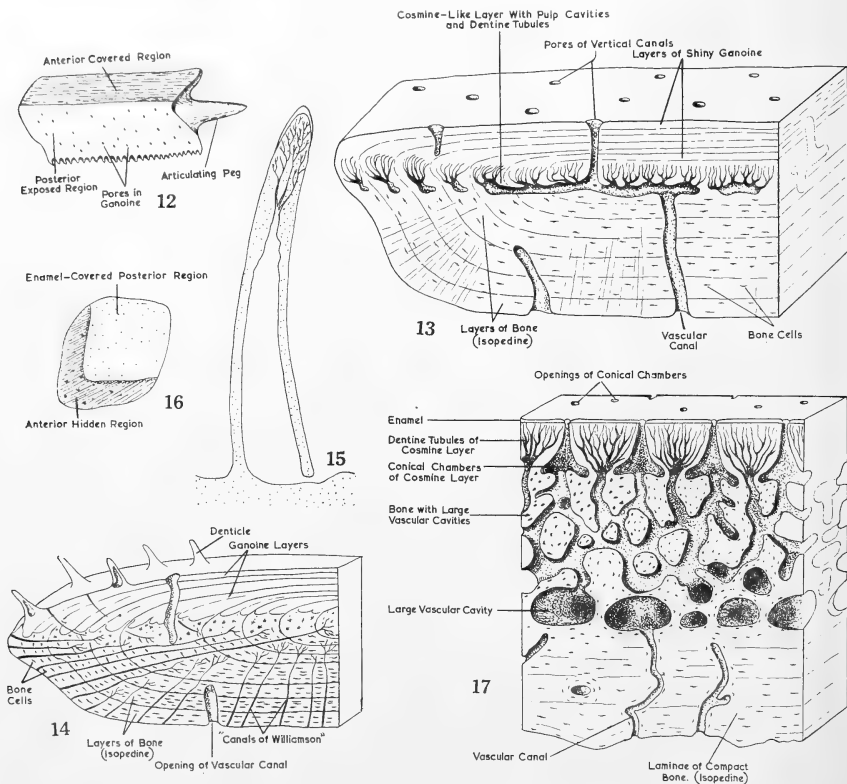 Anterior Covered Region
Posterior
Exposed Region
Pores in
Ganoine
Articulating Peg
12
Cosmine-Like Layer With Pulp Cavities
and Dentine Tubules
Pores of Vertical Canals
Layers of Shiny Ganoine
13
Layers of Bone
(Isopedine)
Vascular
Canal
Bone Cells
Enamel-Covered Posterior Region
16
Anterior Hidden Region
15
Denticle
Ganoine Layers
Bone
Cells
14
Layers of Bone
(Isopedine)
"Canals of Williamson"
Opening of Vascular Canal
Openings of Conical Chambers
Enamel
Dentine Tubules of
Cosmine Layer
Conical Chambers
of Cosmine Layer
Bone with Large
Vascular Cavities
Large Vascular Cavity
17
Vascular Canal
Laminae of Compact
Bone. (Isopedine)